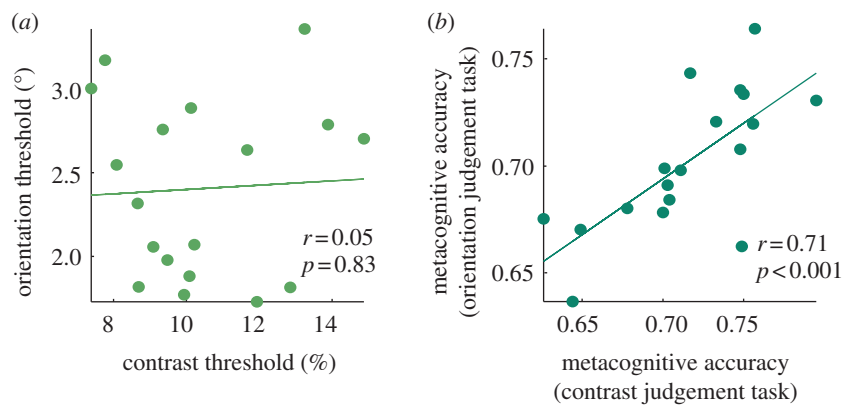 (a)
orientation threshold (°)
3.0
2.5
2.0
r=0.05
p=0.83
8
10
12
14
contrast threshold (%)
(b)
metacognitive accuracy
(orientation judgement task)
0.75
0.70
0.65
r=0.71
p<0.001
0.65
0.70
0.75
metacognitive accuracy
(contrast judgement task)